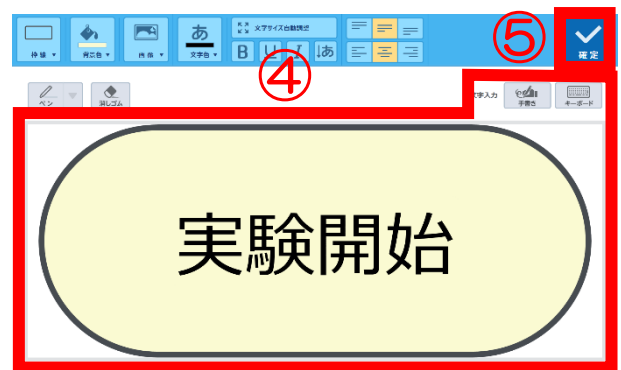 あ 文字サイズ自動調整 ⑤
枠線 背景色 画像 文字色 B U I ↓あ 確定
④
ペン 消しゴム 文字入力 手書き キーボード
実験開始